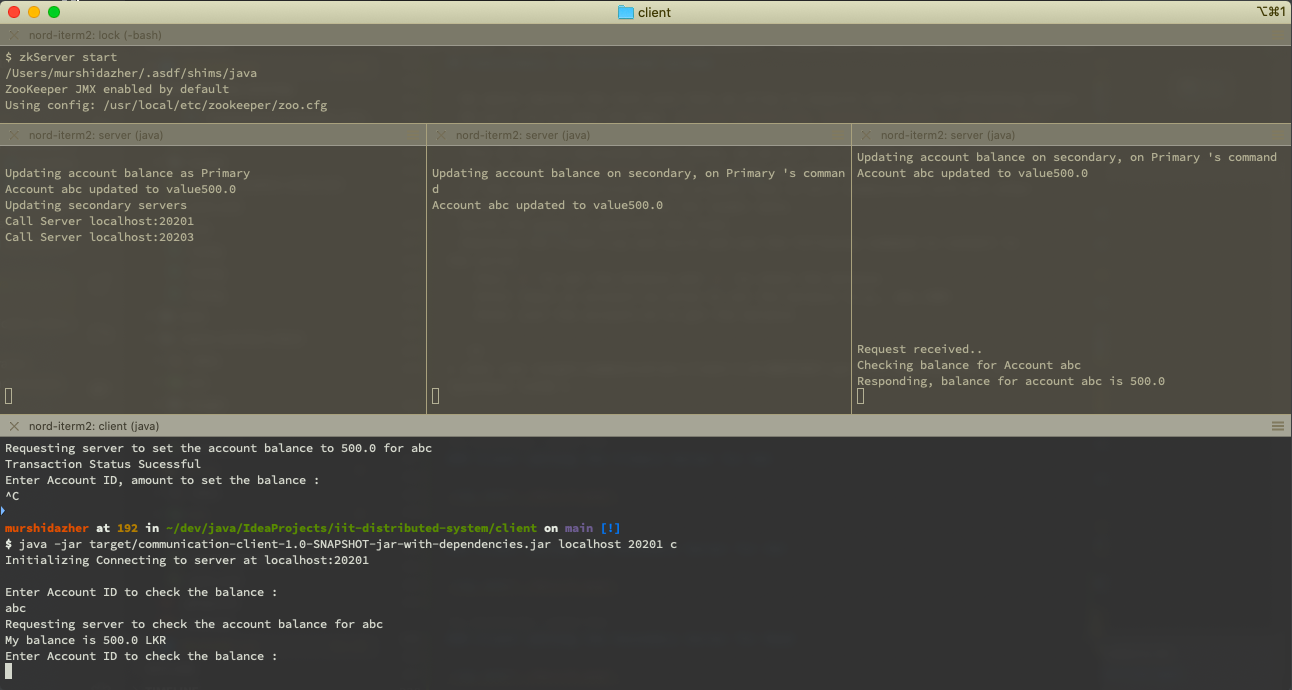 client
⌥⌘1
nord-iterm2: lock (-bash)
$ zkServer start
/Users/murshidazher/.asdf/shims/java
ZooKeeper JMX enabled by default
Using config: /usr/local/etc/zookeeper/zoo.cfg
nord-iterm2: server (java)
Updating account balance as Primary
Account abc updated to value500.0
Updating secondary servers
Call Server localhost:20201
Call Server localhost:20203
nord-iterm2: server (java)
Updating account balance on secondary, on Primary 's comman
d
Account abc updated to value500.0
nord-iterm2: server (java)
Updating account balance on secondary, on Primary 's command
Account abc updated to value500.0
Request received..
Checking balance for Account abc
Responding, balance for account abc is 500.0
nord-iterm2: client (java)
Requesting server to set the account balance to 500.0 for abc
Transaction Status Sucessful
Enter Account ID, amount to set the balance :
^C
murshidazher at 192 in ~/dev/java/IdeaProjects/iit-distributed-system/client on main [!]
$ java -jar target/communication-client-1.0-SNAPSHOT-jar-with-dependencies.jar localhost 20201 c
Initializing Connecting to server at localhost:20201
Enter Account ID to check the balance :
abc
Requesting server to check the account balance for abc
My balance is 500.0 LKR
Enter Account ID to check the balance :